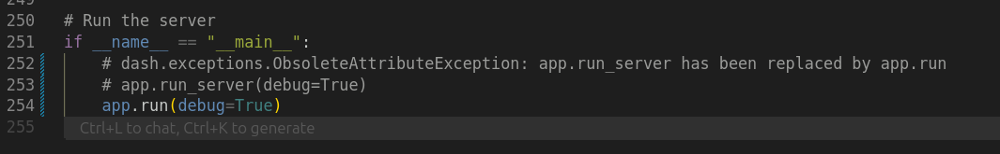 249
250 # Run the server
251 if __name__ == "__main__":
252 # dash.exceptions.ObsoleteAttributeException: app.run_server has been replaced by app.run
253 # app.run_server(debug=True)
254 app.run(debug=True)
255 Ctrl+L to chat, Ctrl+K to generate